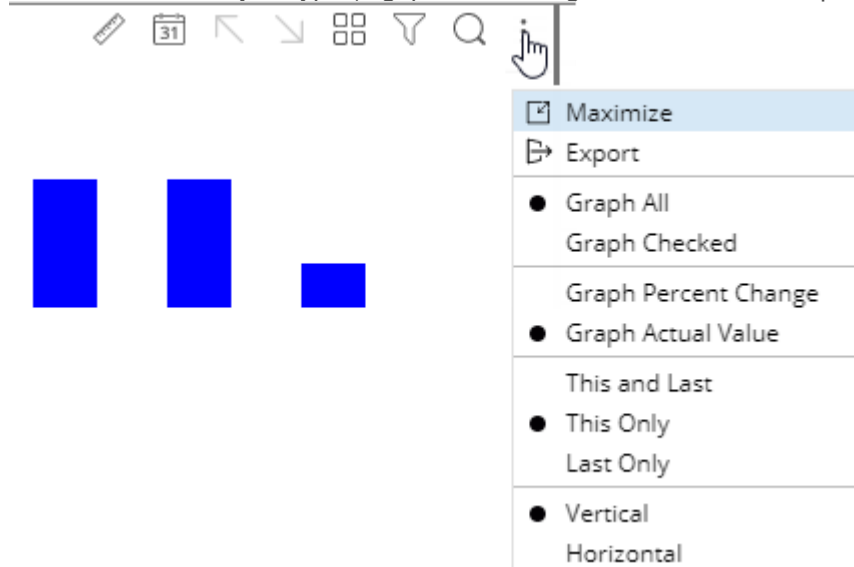 31
Maximize
Export
Graph All
Graph Checked
Graph Percent Change
Graph Actual Value
This and Last
This Only
Last Only
Vertical
Horizontal